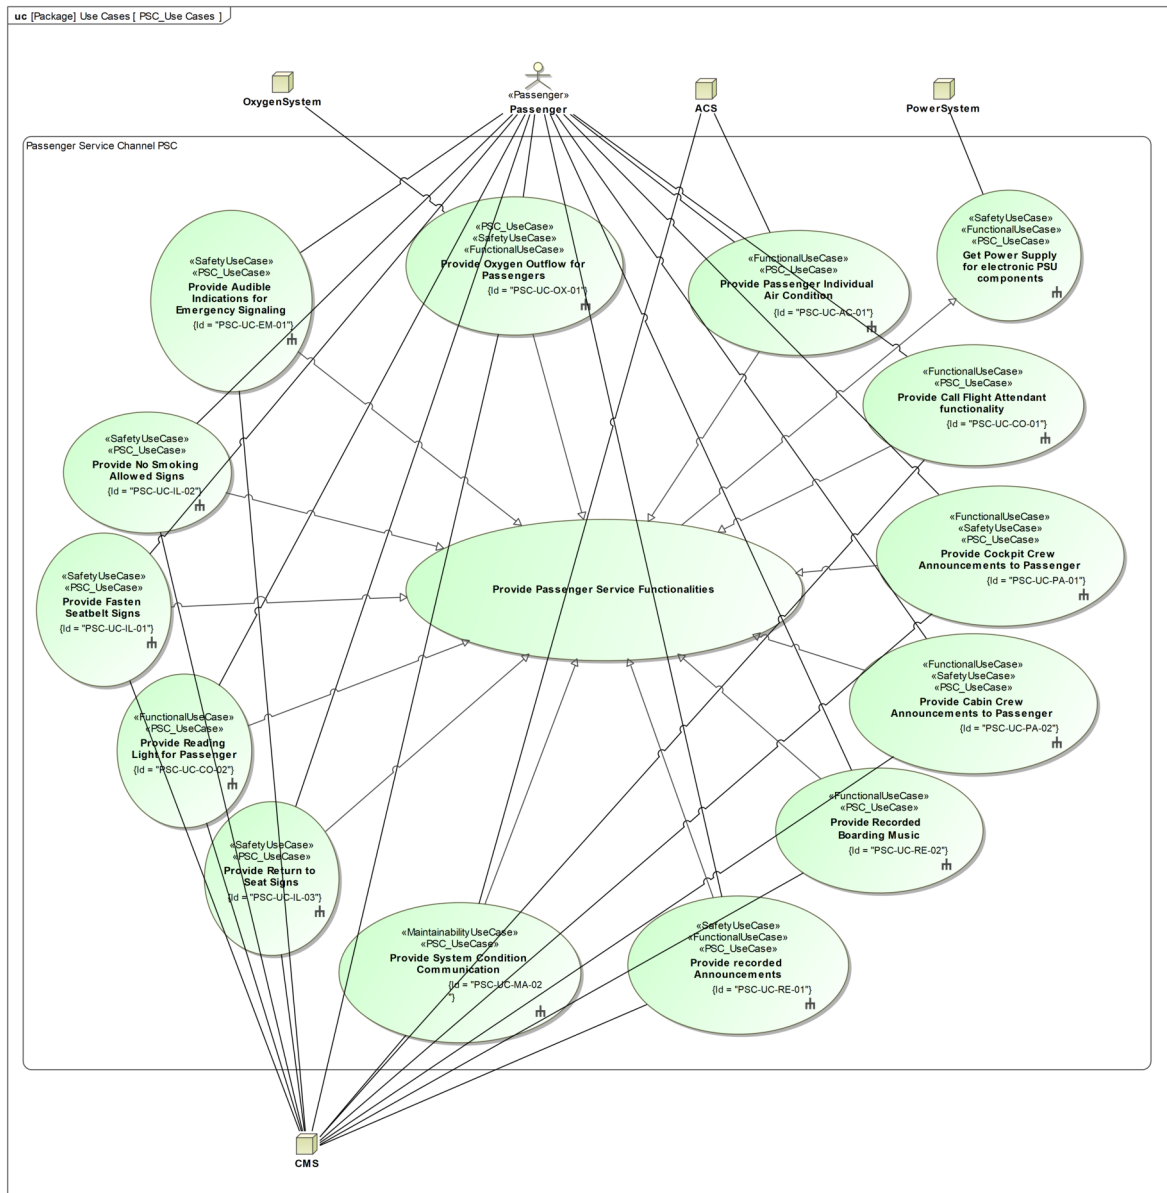 uc [Package] Use Cases [ PSC_Use Cases ]
OxygenSystem
«Passenger»
Passenger
ACS
PowerSystem
Passenger Service Channel PSC
«SafetyUseCase»
«PSC_UseCase»
Provide Audible
Indications for
Emergency Signaling
{Id = "PSC-UC-EM-01"}
«PSC_UseCase»
«SafetyUseCase»
«FunctionalUseCase»
Provide Oxygen Outflow for
Passengers
{Id = "PSC-UC-OX-01"}
«FunctionalUseCase»
«PSC_UseCase»
Provide Passenger Individual
Air Condition
{Id = "PSC-UC-AC-01"}
«SafetyUseCase»
«FunctionalUseCase»
«PSC_UseCase»
Get Power Supply
for electronic PSU
components
«FunctionalUseCase»
«PSC_UseCase»
Provide Call Flight Attendant
functionality
{Id = "PSC-UC-CO-01"}
«SafetyUseCase»
«PSC_UseCase»
Provide No Smoking
Allowed Signs
{Id = "PSC-UC-IL-02"}
«FunctionalUseCase»
«SafetyUseCase»
«PSC_UseCase»
Provide Cockpit Crew
Announcements to Passenger
{Id = "PSC-UC-PA-01"}
«SafetyUseCase»
«PSC_UseCase»
Provide Fasten
Seatbelt Signs
{Id = "PSC-UC-IL-01"}
Provide Passenger Service Functionalities
«FunctionalUseCase»
«SafetyUseCase»
«PSC_UseCase»
Provide Cabin Crew
Announcements to Passenger
{Id = "PSC-UC-PA-02"}
«FunctionalUseCase»
«PSC_UseCase»
Provide Reading
Light for Passenger
{Id = "PSC-UC-CO-02"}
«FunctionalUseCase»
«PSC_UseCase»
Provide Recorded
Boarding Music
{Id = "PSC-UC-RE-02"}
«SafetyUseCase»
«PSC_UseCase»
Provide Return to
Seat Signs
{Id = "PSC-UC-IL-03"}
«MaintainabilityUseCase»
«PSC_UseCase»
Provide System Condition
Communication
{Id = "PSC-UC-MA-02
"}
«SafetyUseCase»
«FunctionalUseCase»
«PSC_UseCase»
Provide recorded
Announcements
{Id = "PSC-UC-RE-01"}
CMS